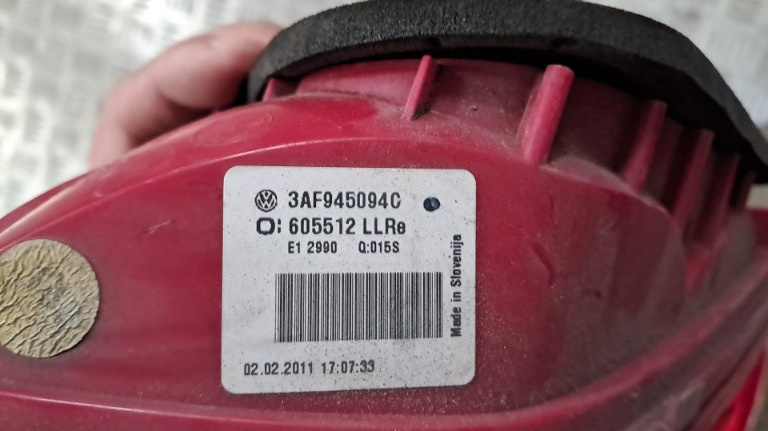 3AF945094C
O: 605512 LLRe
E1 2990 Q:015S
Made in Slovenija
02.02.2011 17:07:33